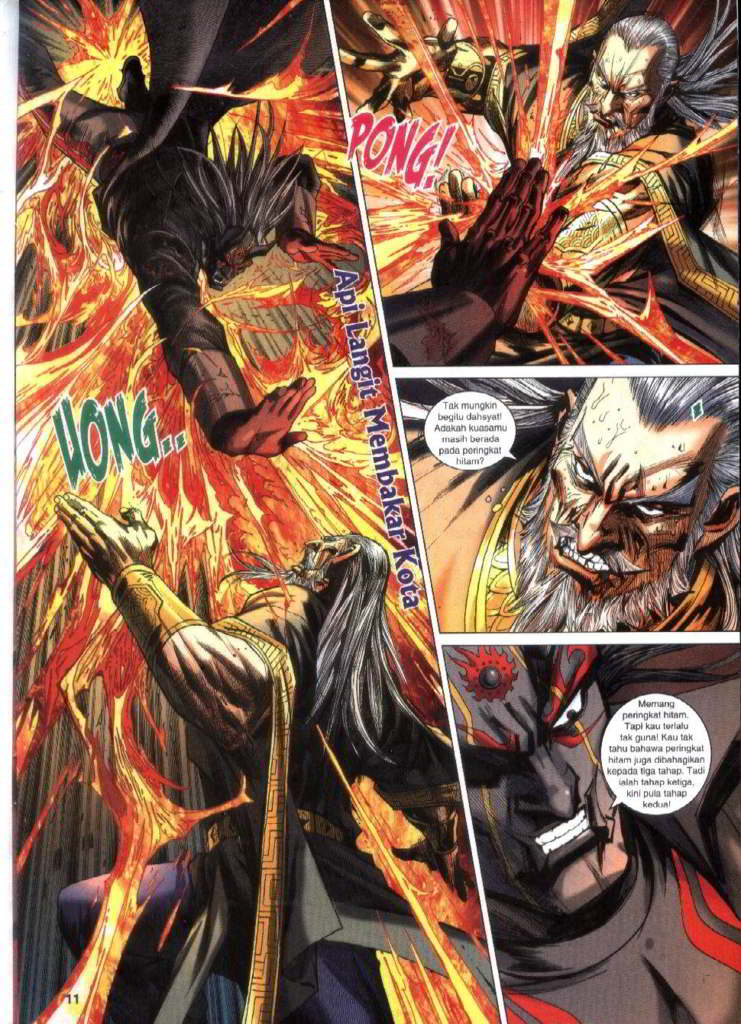 UONG..
Api Langit Membakar Kota
PONG!
Tak mungkin
begitu dahsyat!
Adakah kuasamu
masih berada
pada peringkat
hitam?
Memang
peringkat hitam.
Tapi kau terlalu
tak guna! Kau tak
tahu bahawa peringkat
hitam juga dibahagikan
kepada tiga tahap. Tadi
ialah tahap ketiga,
kini pula tahap
kedua!
11